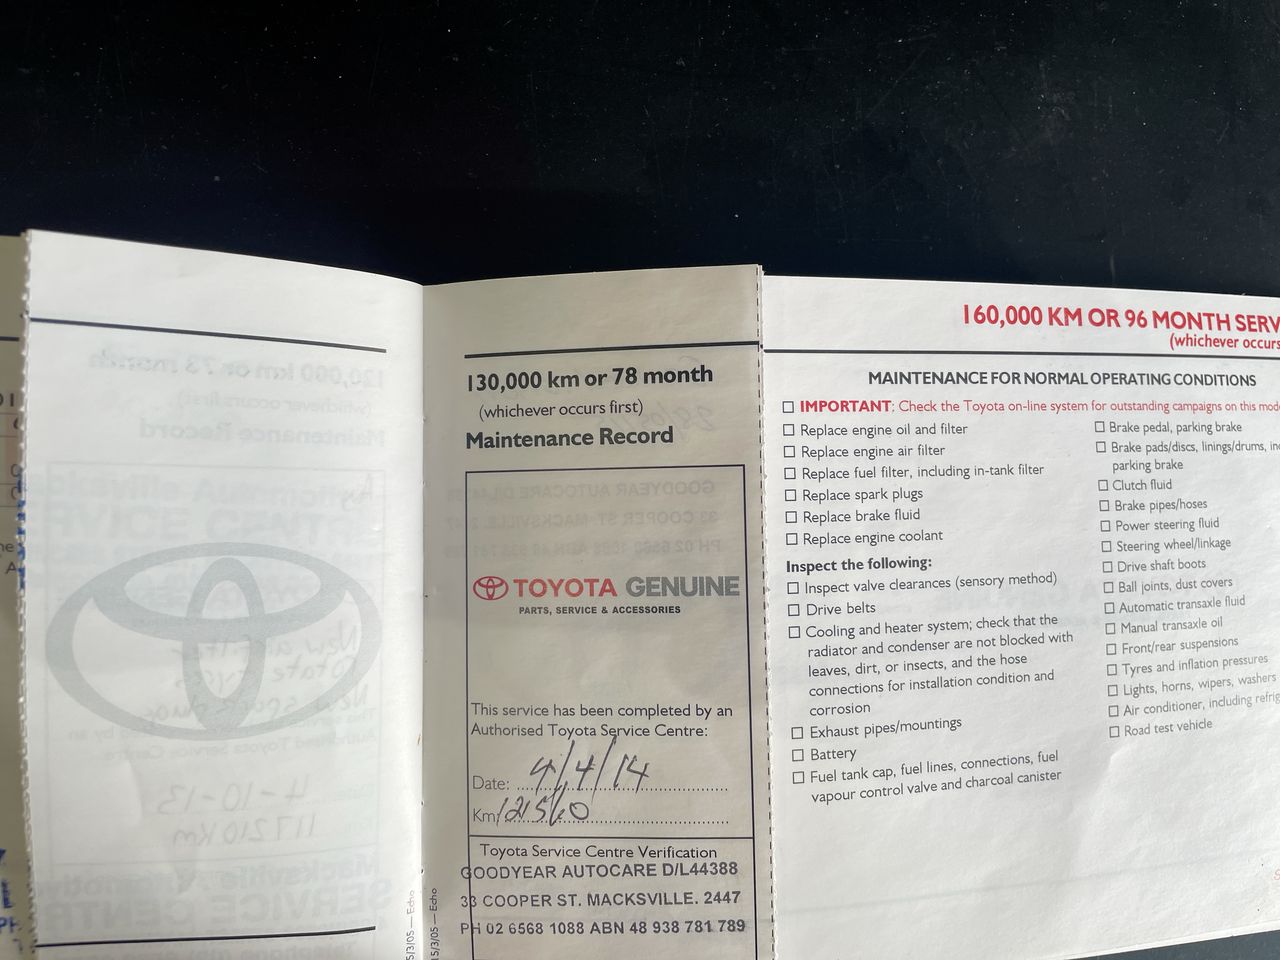 130,000 km or 78 month
(whichever occurs first)
Maintenance Record
TOYOTA GENUINE
PARTS, SERVICE & ACCESSORIES
This service has been completed by an
Authorised Toyota Service Centre:
Date: 4/4/14
Km 121560
Toyota Service Centre Verification
GOODYEAR AUTOCARE D/L44388
33 COOPER ST. MACKSVILLE. 2447
PH 02 6568 1088 ABN 48 938 781 789
5/3/05 — Echo
15/3/05 — Echo
160,000 KM OR 96 MONTH SERV
(whichever occurs
MAINTENANCE FOR NORMAL OPERATING CONDITIONS
IMPORTANT: Check the Toyota on-line system for outstanding campaigns on this mod
Replace engine oil and filter
Replace engine air filter
Replace fuel filter, including in-tank filter
Replace spark plugs
Replace brake fluid
Replace engine coolant
Inspect the following:
Inspect valve clearances (sensory method)
Drive belts
Cooling and heater system; check that the
radiator and condenser are not blocked with
leaves, dirt, or insects, and the hose
connections for installation condition and
corrosion
Exhaust pipes/mountings
Battery
Fuel tank cap, fuel lines, connections, fuel
vapour control valve and charcoal canister
Brake pedal, parking brake
Brake pads/discs, linings/drums, in
parking brake
Clutch fluid
Brake pipes/hoses
Power steering fluid
Steering wheel/linkage
Drive shaft boots
Ball joints, dust covers
Automatic transaxle fluid
Manual transaxle oil
Front/rear suspensions
Tyres and inflation pressures
Lights, horns, wipers, washers
Air conditioner, including refrig
Road test vehicle